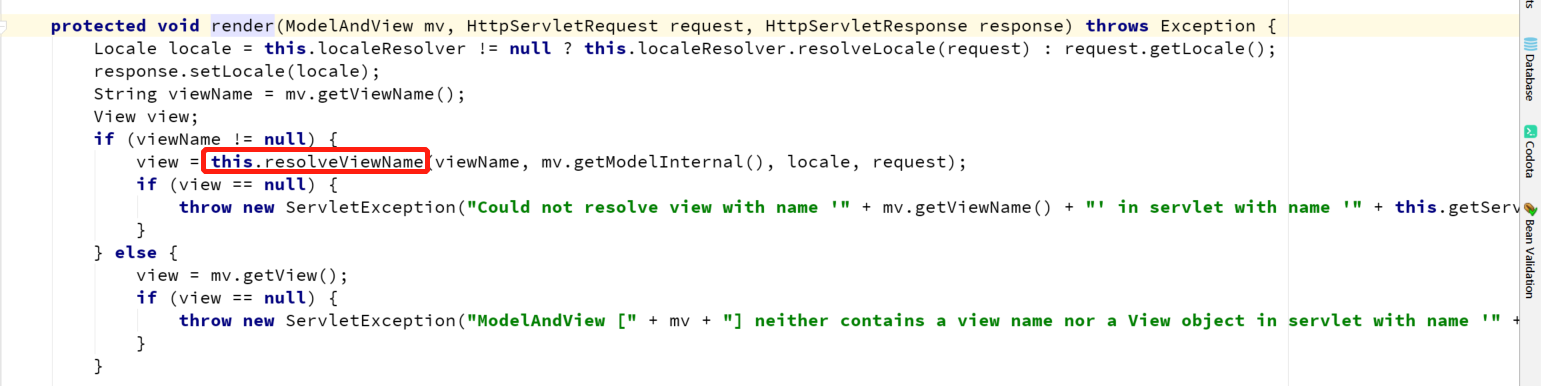 protected void render(ModelAndView mv, HttpServletRequest request, HttpServletResponse response) throws Exception {
    Locale locale = this.localeResolver != null ? this.localeResolver.resolveLocale(request) : request.getLocale();
    response.setLocale(locale);
    String viewName = mv.getViewName();
    View view;
    if (viewName != null) {
        view = this.resolveViewName(viewName, mv.getModelInternal(), locale, request);
        if (view == null) {
            throw new ServletException("Could not resolve view with name '" + mv.getViewName() + "' in servlet with name '" + this.getServ
        }
    } else {
        view = mv.getView();
        if (view == null) {
            throw new ServletException("ModelAndView [" + mv + "] neither contains a view name nor a View object in servlet with name '" +
        }
    }
Database
Codota
Bean Validation